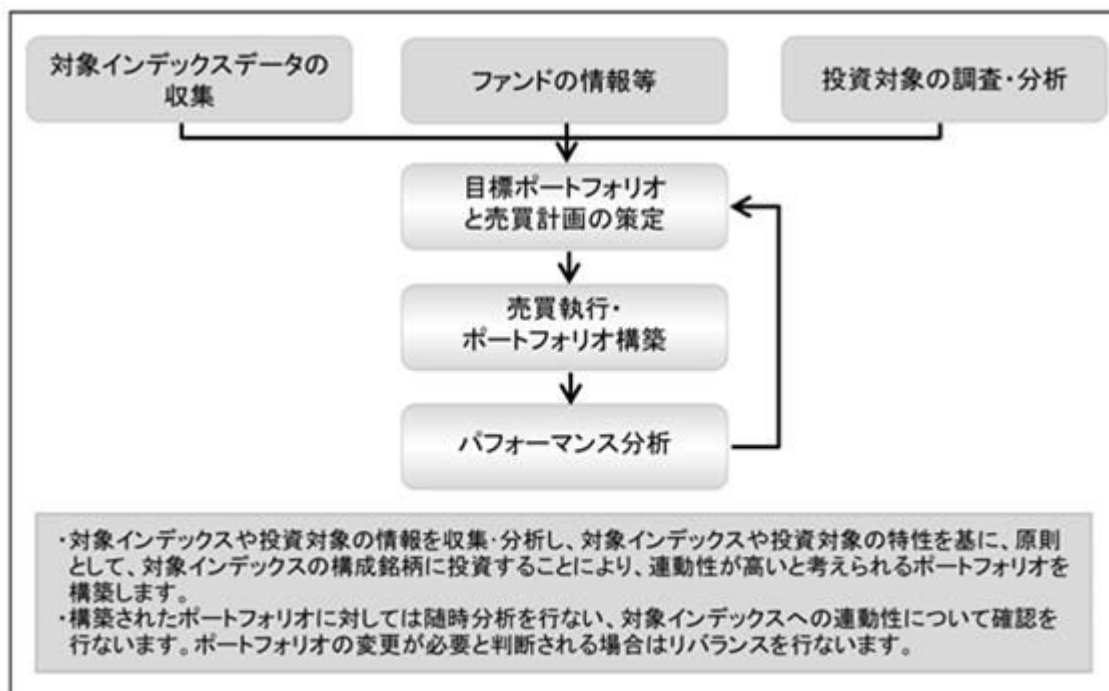 対象インデックスデータの
収集
ファンドの情報等
投資対象の調査・分析
目標ポートフォリオ
と売買計画の策定
売買執行・
ポートフォリオ構築
パフォーマンス分析
・対象インデックスや投資対象の情報を収集・分析し、対象インデックスや投資対象の特性を基に、原則
として、対象インデックスの構成銘柄に投資することにより、連動性が高いと考えられるポートフォリオを
構築します。
・構築されたポートフォリオに対しては随時分析を行ない、対象インデックスへの連動性について確認を
行ないます。ポートフォリオの変更が必要と判断される場合はリバランスを行ないます。